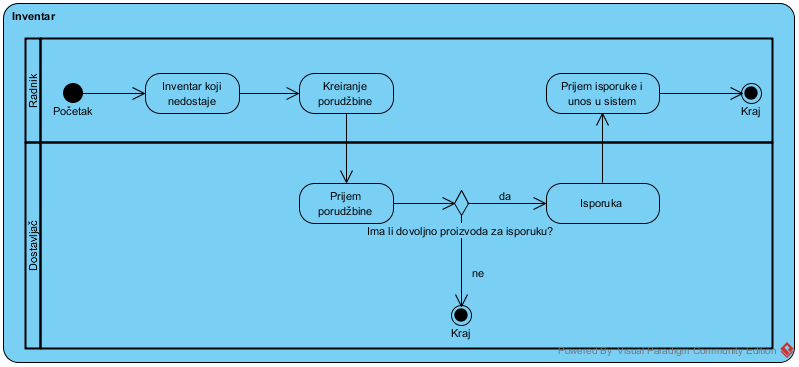 Inventar
Radnik
Početak
Inventar koji
nedostaje
Kreiranje
porudžbine
Prijem isporuke i
unos u sistem
Kraj
Dostavljač
Prijem
porudžbine
da
Isporuka
Ima li dovoljno proizvoda za isporuku?
ne
Kraj
Powered By Visual Paradigm Community Edition